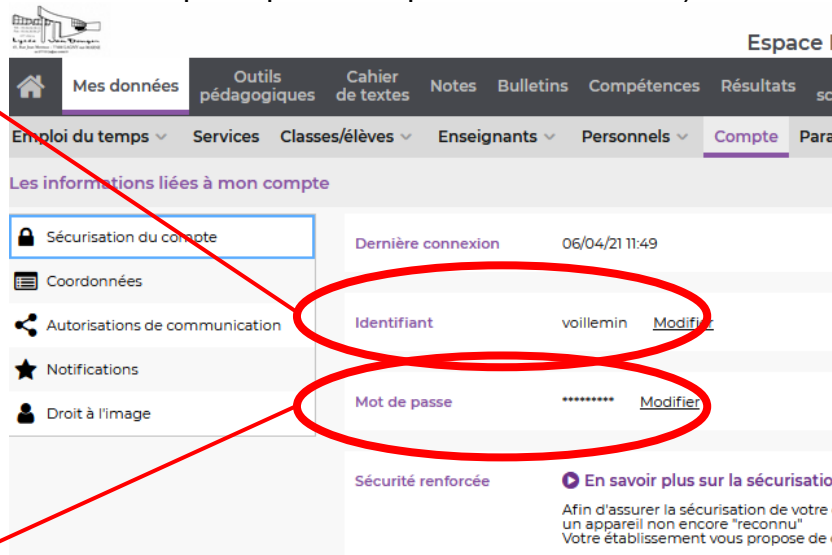 Espace
Mes données
Outils pédagogiques
Cahier de textes
Notes
Bulletins
Compétences
Résultats
Emploi du temps
Services
Classes/élèves
Enseignants
Personnels
Compte
Les informations liées à mon compte
Sécurisation du compte
Coordonnées
Autorisations de communication
Notifications
Droit à l'image
Dernière connexion 06/04/21 11:49
Identifiant voillemin Modifier
Mot de passe ********* Modifier
Sécurité renforcée
En savoir plus sur la sécurisatio
Afin d'assurer la sécurisation de votre
un appareil non encore "reconnu"
Votre établissement vous propose de